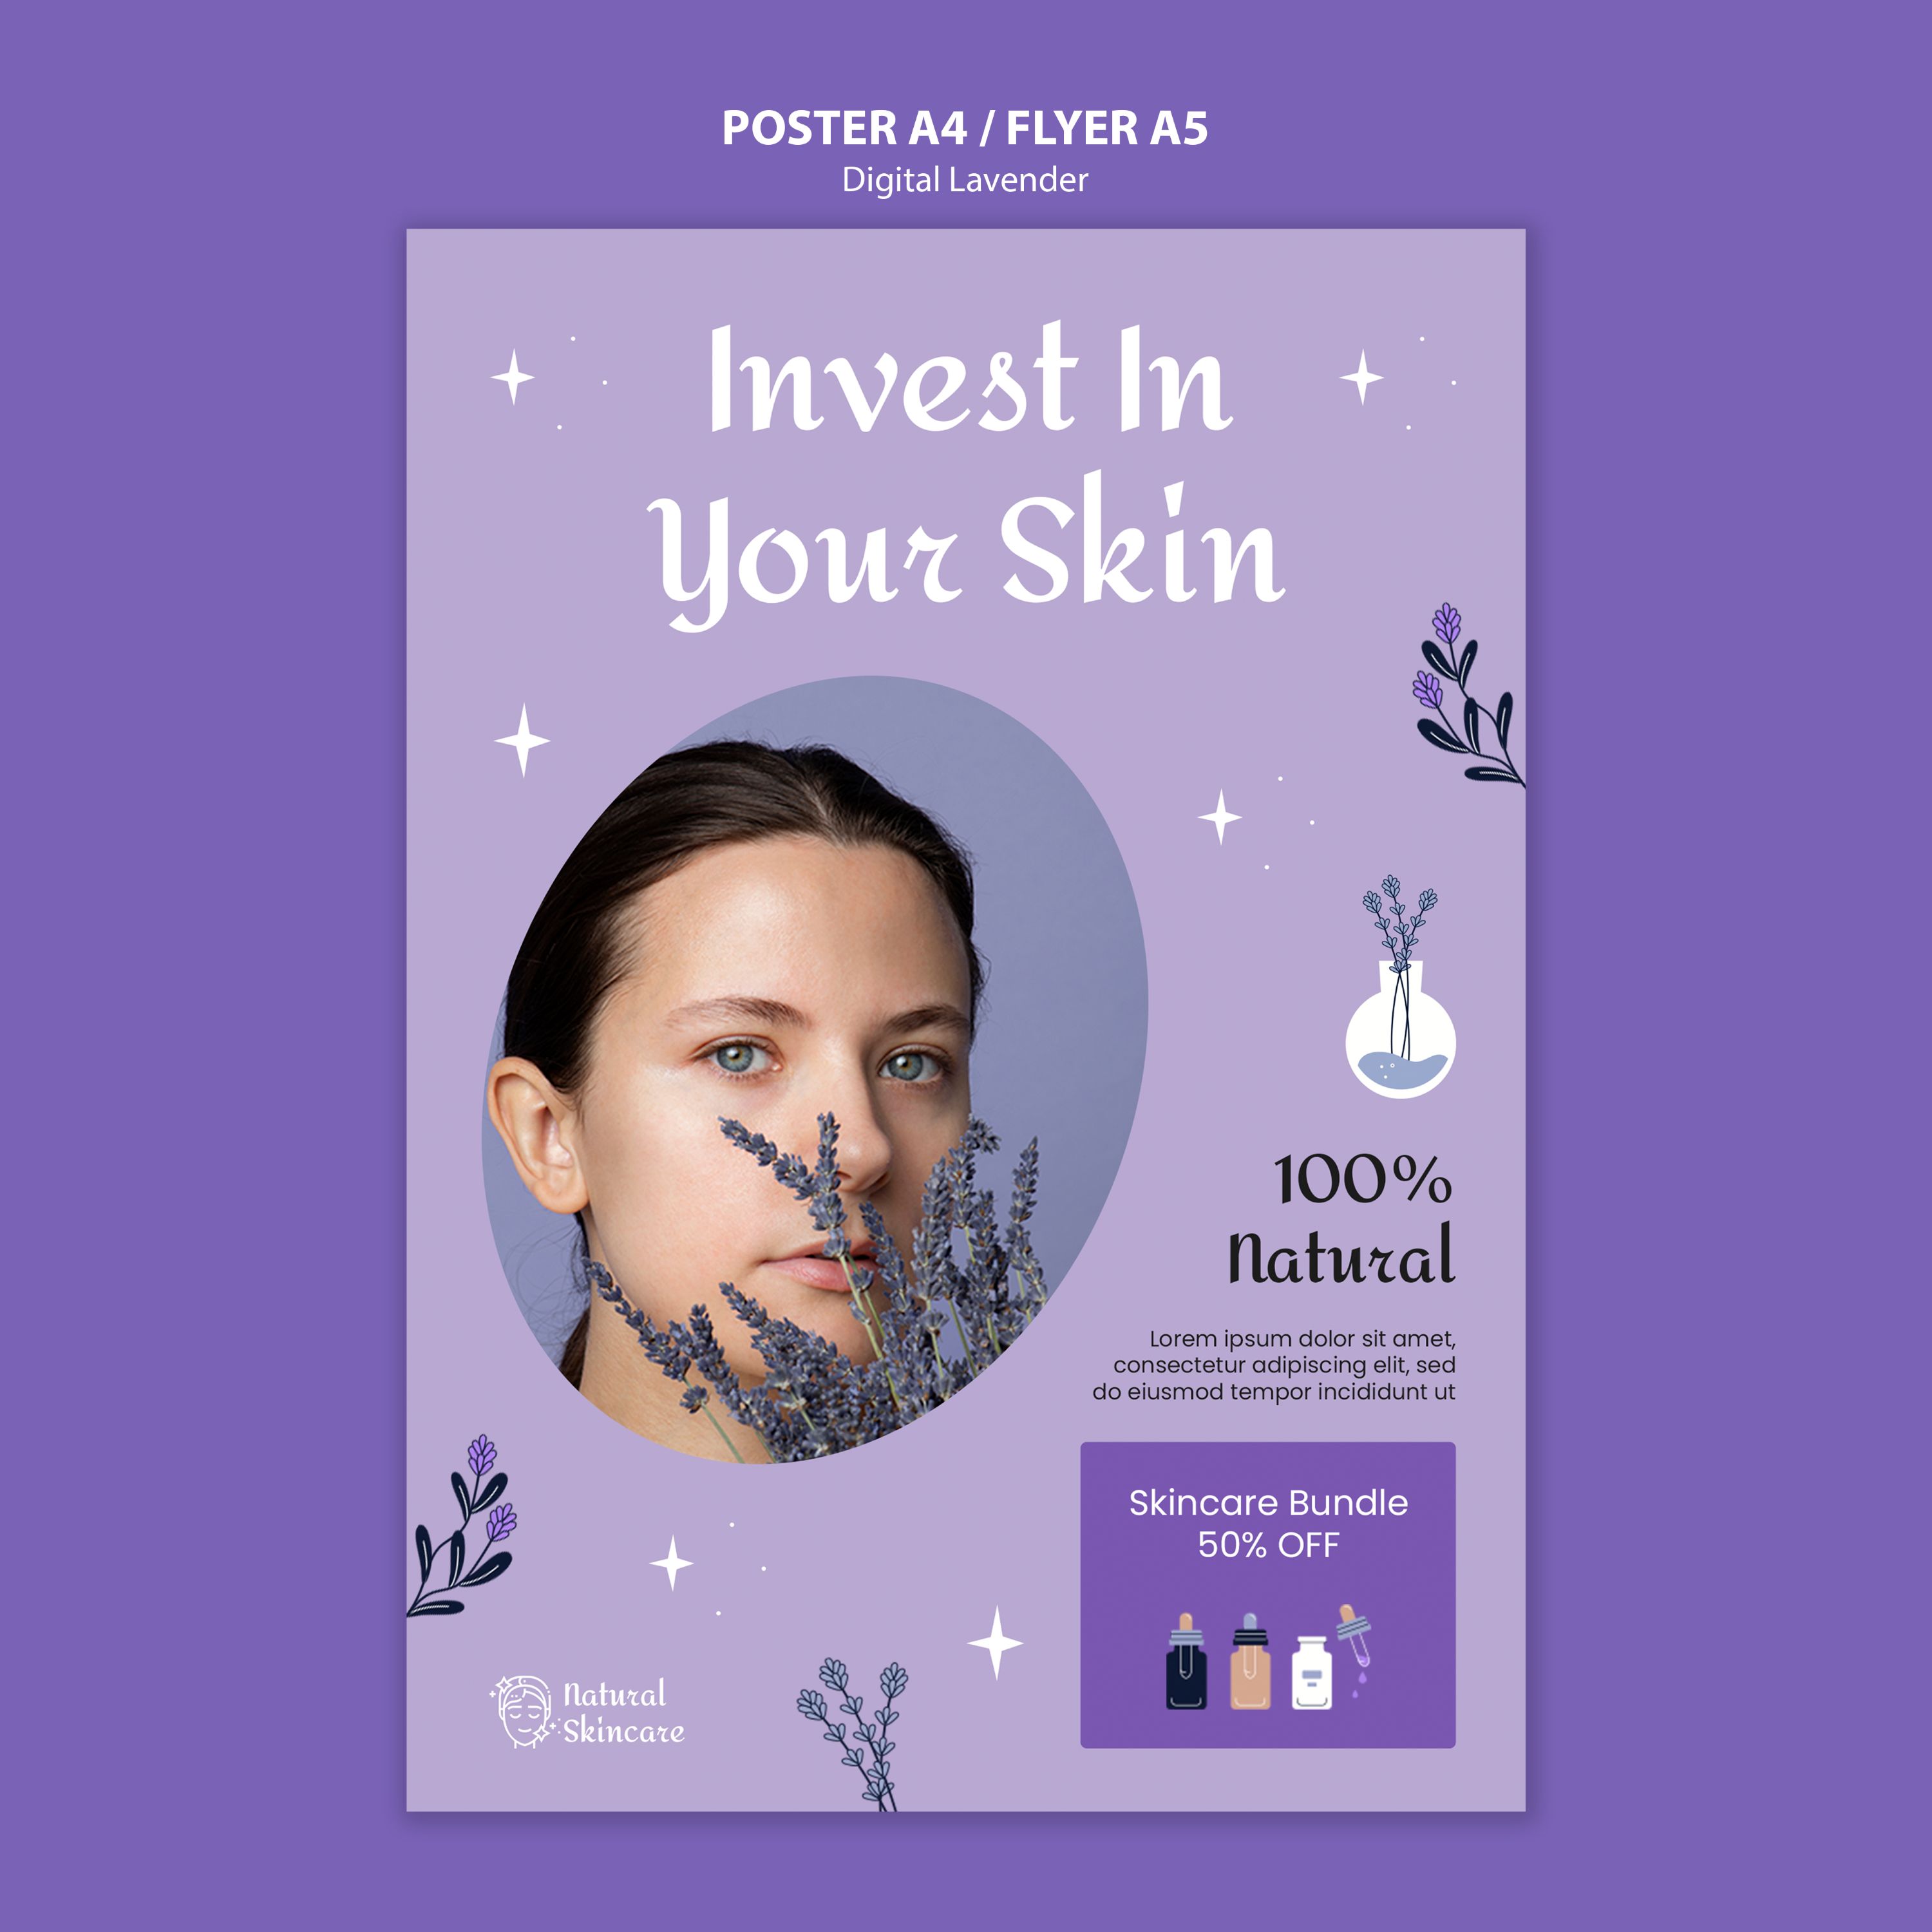 POSTER A4 / FLYER A5
Digital Lavender
Invest In
Your Skin
100%
Natural
Lorem ipsum dolor sit amet,
consectetur adipiscing elit, sed
do eiusmod tempor incididunt ut
Skincare Bundle
50% OFF
Natural
Skincare